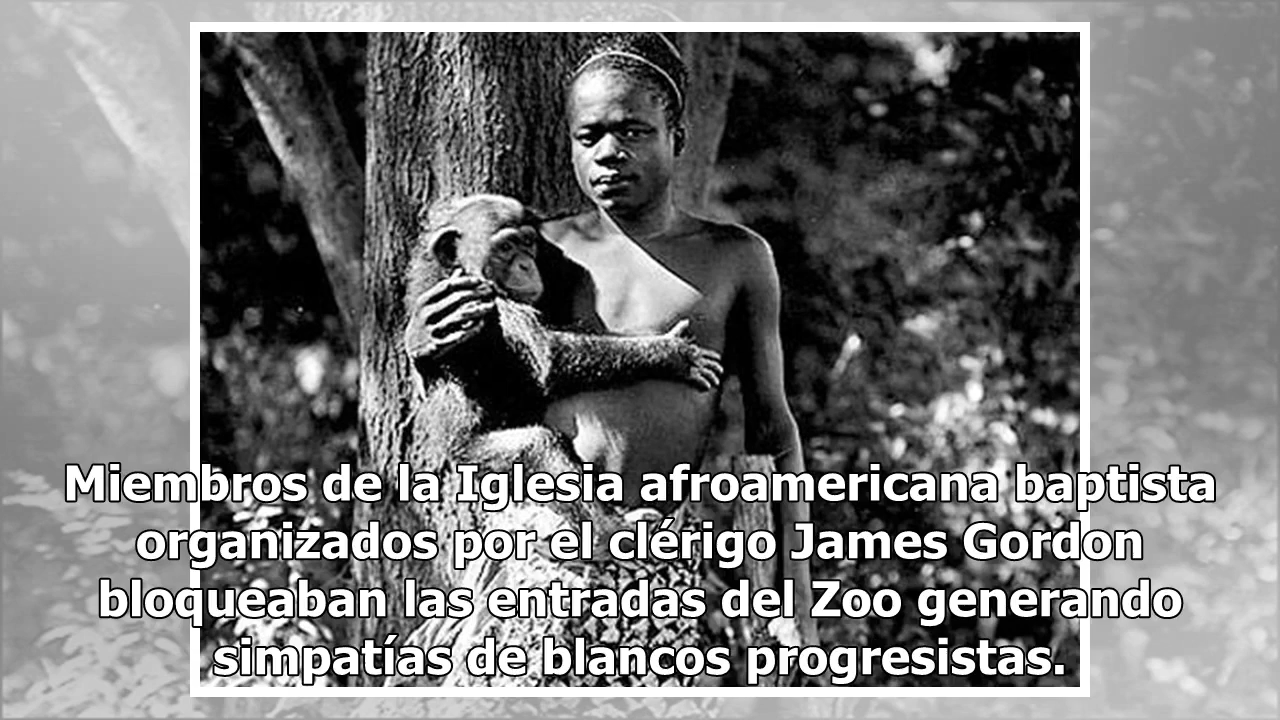 Miembros de la Iglesia afroamericana baptista
organizados por el clérigo James Gordon
bloqueaban las entradas del Zoo generando
simpatías de blancos progresistas.